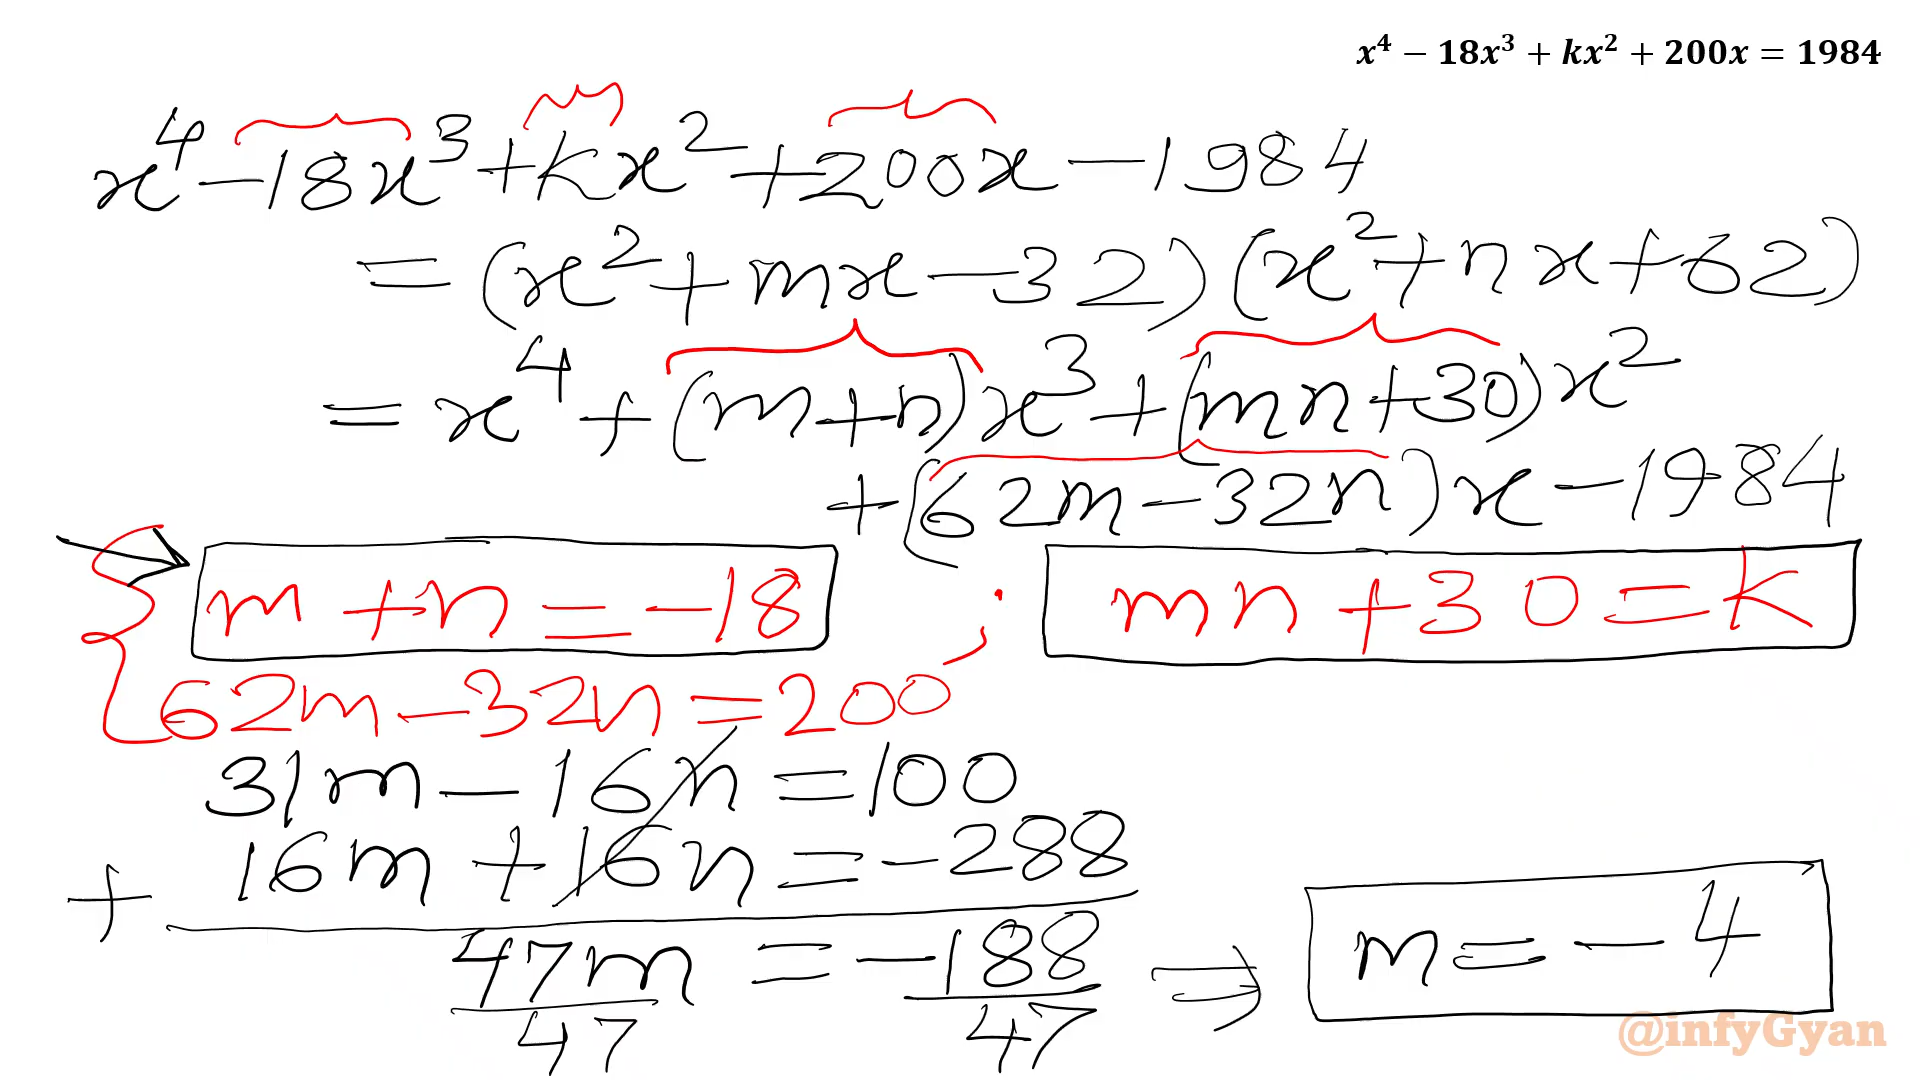 x⁴ − 18x³ + kx² + 200x = 1984
x⁴ − 18x³ + kx² + 200x − 1984
= (x² + mx − 32)(x² + nx + 62)
= x⁴ + (m + n)x³ + (mn + 30)x²
+ (62m − 32n)x − 1984
m + n = −18 ; mn + 30 = k
62m − 32n = 200
31m − 16n = 100
+ 16m + 16n = −288
47m = −188 ⇒ m = −4
47 47
@infyGyan